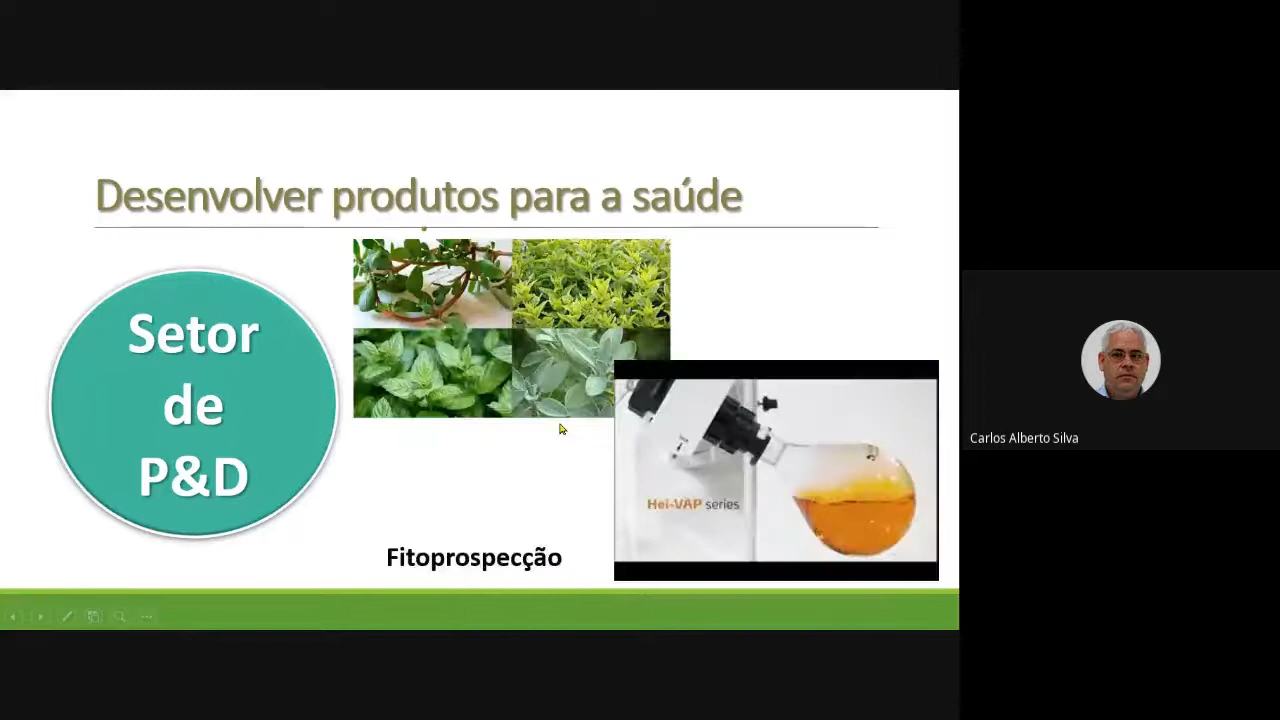 Desenvolver produtos para a saúde
Setor
de
P&D
Hei-VAP series
Fitoprospecção
Carlos Alberto Silva